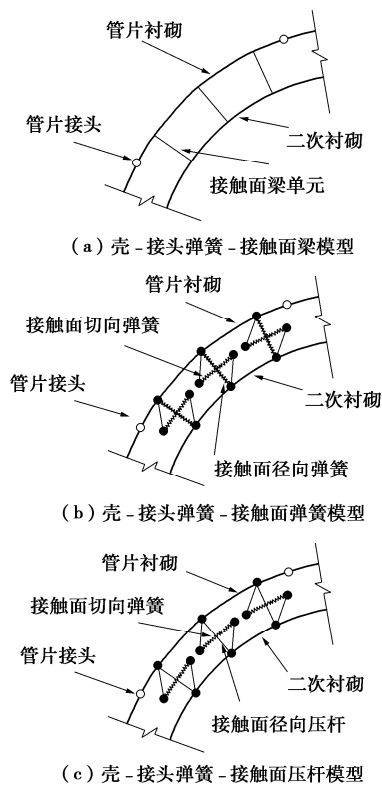 管片衬砌
管片接头
二次衬砌
接触面梁单元
(a)壳-接头弹簧-接触面梁模型
管片衬砌
接触面切向弹簧
管片接头
二次衬砌
接触面径向弹簧
(b)壳-接头弹簧-接触面弹簧模型
管片衬砌
接触面切向弹簧
管片接头
二次衬砌
接触面径向压杆
(c)壳-接头弹簧-接触面压杆模型